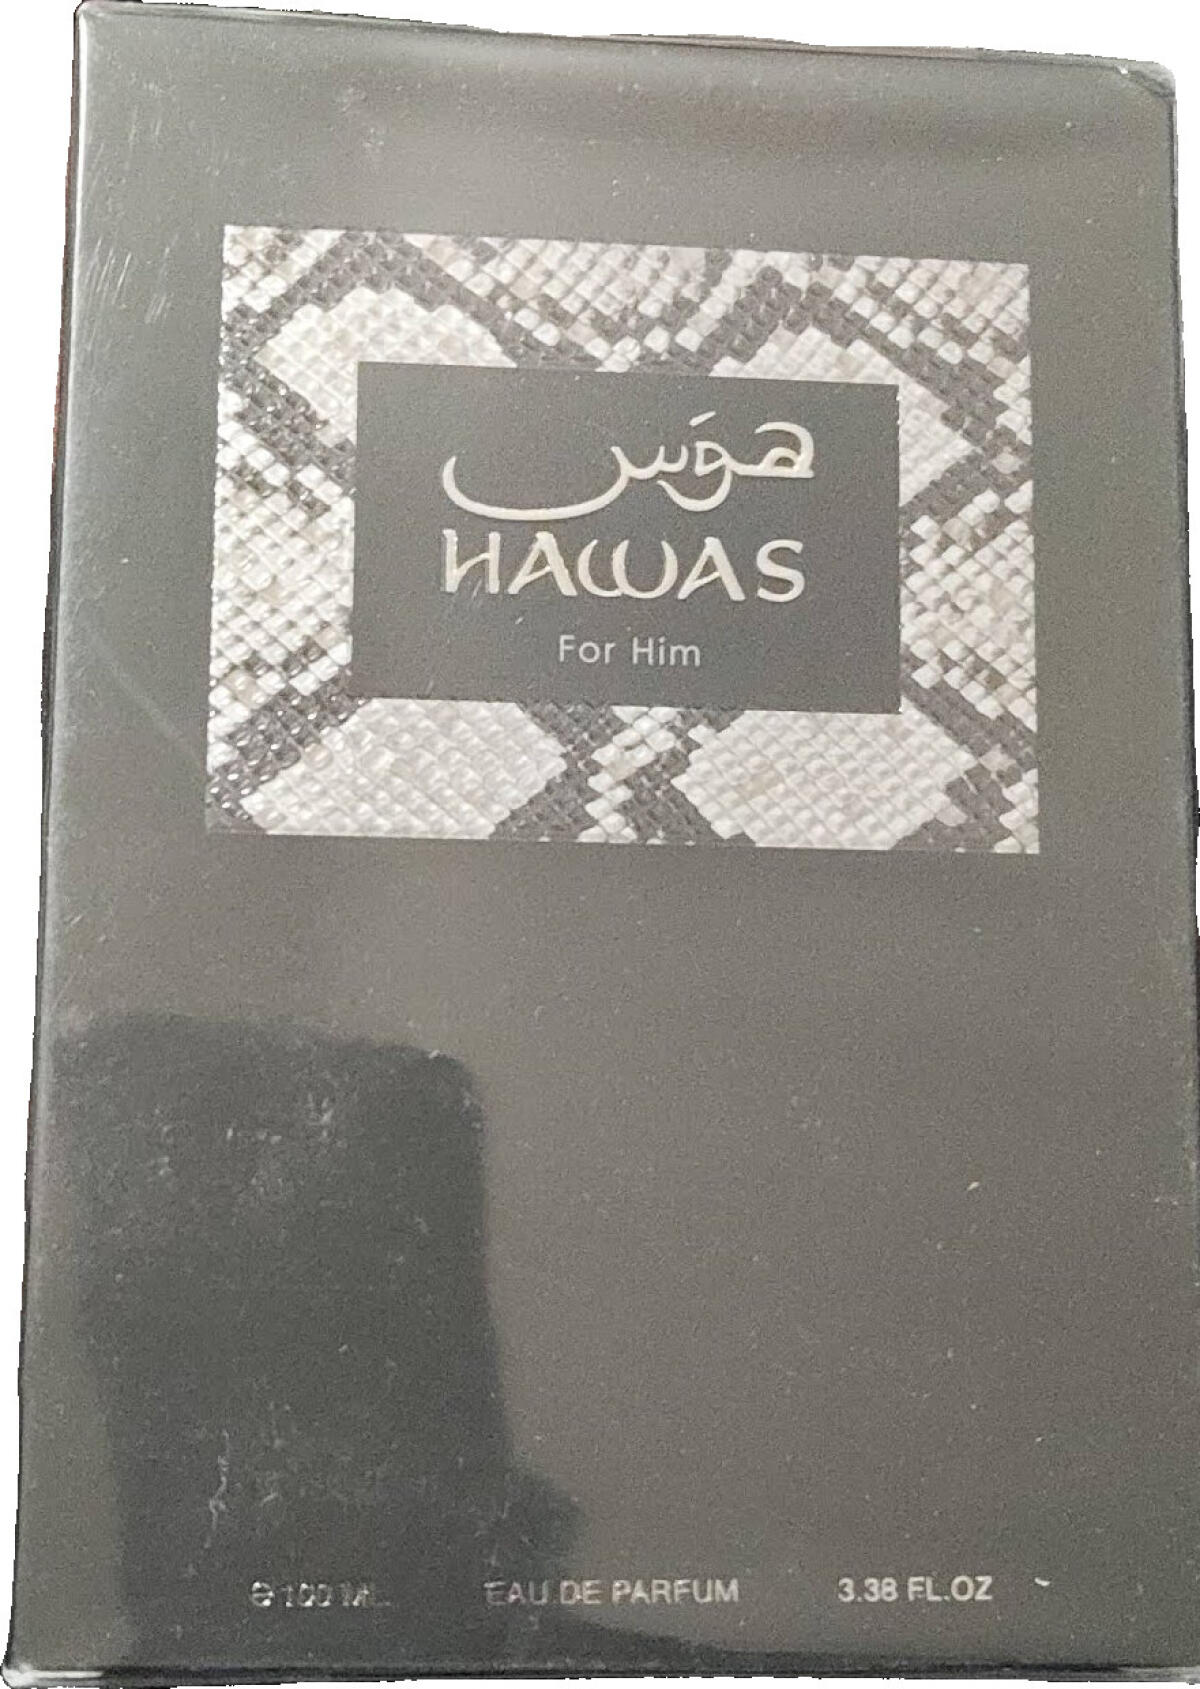 هوَس
HAWAS
For Him
℮ 100 ML. EAU DE PARFUM 3.38 FL.OZ